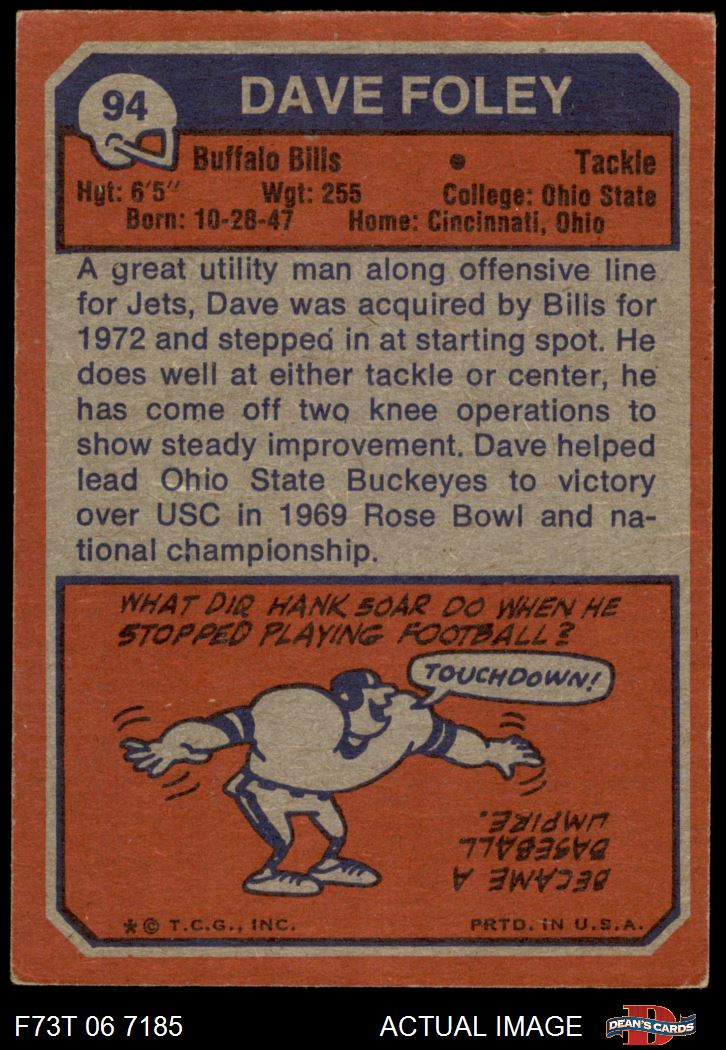 94
DAVE FOLEY
Buffalo Bills • Tackle
Hgt: 6'5" Wgt: 255 College: Ohio State
Born: 10-28-47 Home: Cincinnati, Ohio
A great utility man along offensive line
for Jets, Dave was acquired by Bills for
1972 and stepped in at starting spot. He
does well at either tackle or center, he
has come off two knee operations to
show steady improvement. Dave helped
lead Ohio State Buckeyes to victory
over USC in 1969 Rose Bowl and na-
tional championship.
WHAT DID HANK SOAR DO WHEN HE
STOPPED PLAYING FOOTBALL?
TOUCHDOWN!
BECAME A
BASEBALL
UMPIRE.
* © T.C.G., INC. PRTD. IN U.S.A.
F73T 06 7185 ACTUAL IMAGE D DEAN'S CARDS